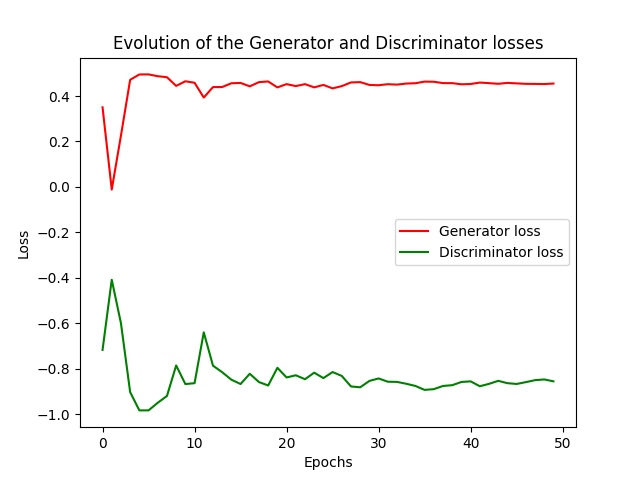 Evolution of the Generator and Discriminator losses
Loss
0.4
0.2
0.0
−0.2
−0.4
−0.6
−0.8
−1.0
Generator loss
Discriminator loss
0 10 20 30 40 50
Epochs